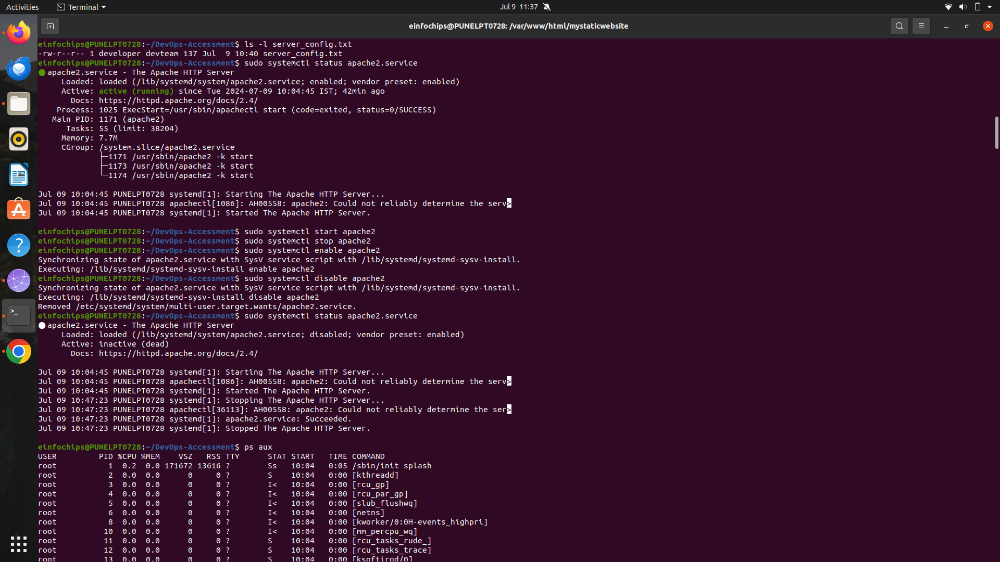 Activities
Terminal
Jul 9 11:37
einfochips@PUNELPT0728: /var/www/html/mystaticwebsite
einfochips@PUNELPT0728:~/DevOps-Accessment$ ls -l server_config.txt
-rw-r--r-- 1 developer devteam 137 Jul  9 10:40 server_config.txt
einfochips@PUNELPT0728:~/DevOps-Accessment$ sudo systemctl status apache2.service
● apache2.service - The Apache HTTP Server
     Loaded: loaded (/lib/systemd/system/apache2.service; enabled; vendor preset: enabled)
     Active: active (running) since Tue 2024-07-09 10:04:45 IST; 42min ago
       Docs: https://httpd.apache.org/docs/2.4/
    Process: 1025 ExecStart=/usr/sbin/apachectl start (code=exited, status=0/SUCCESS)
   Main PID: 1171 (apache2)
      Tasks: 55 (limit: 38204)
     Memory: 7.7M
     CGroup: /system.slice/apache2.service
             ├─1171 /usr/sbin/apache2 -k start
             ├─1173 /usr/sbin/apache2 -k start
             └─1174 /usr/sbin/apache2 -k start
Jul 09 10:04:45 PUNELPT0728 systemd[1]: Starting The Apache HTTP Server...
Jul 09 10:04:45 PUNELPT0728 apachectl[1086]: AH00558: apache2: Could not reliably determine the serv>
Jul 09 10:04:45 PUNELPT0728 systemd[1]: Started The Apache HTTP Server.
einfochips@PUNELPT0728:~/DevOps-Accessment$ sudo systemctl start apache2
einfochips@PUNELPT0728:~/DevOps-Accessment$ sudo systemctl stop apache2
einfochips@PUNELPT0728:~/DevOps-Accessment$ sudo systemctl enable apache2
Synchronizing state of apache2.service with SysV service script with /lib/systemd/systemd-sysv-install.
Executing: /lib/systemd/systemd-sysv-install enable apache2
einfochips@PUNELPT0728:~/DevOps-Accessment$ sudo systemctl disable apache2
Synchronizing state of apache2.service with SysV service script with /lib/systemd/systemd-sysv-install.
Executing: /lib/systemd/systemd-sysv-install disable apache2
Removed /etc/systemd/system/multi-user.target.wants/apache2.service.
einfochips@PUNELPT0728:~/DevOps-Accessment$ sudo systemctl status apache2.service
● apache2.service - The Apache HTTP Server
     Loaded: loaded (/lib/systemd/system/apache2.service; disabled; vendor preset: enabled)
     Active: inactive (dead)
       Docs: https://httpd.apache.org/docs/2.4/
Jul 09 10:04:45 PUNELPT0728 systemd[1]: Starting The Apache HTTP Server...
Jul 09 10:04:45 PUNELPT0728 apachectl[1086]: AH00558: apache2: Could not reliably determine the serv>
Jul 09 10:04:45 PUNELPT0728 systemd[1]: Started The Apache HTTP Server.
Jul 09 10:47:23 PUNELPT0728 systemd[1]: Stopping The Apache HTTP Server...
Jul 09 10:47:23 PUNELPT0728 apachectl[36113]: AH00558: apache2: Could not reliably determine the ser>
Jul 09 10:47:23 PUNELPT0728 systemd[1]: apache2.service: Succeeded.
Jul 09 10:47:23 PUNELPT0728 systemd[1]: Stopped The Apache HTTP Server.
einfochips@PUNELPT0728:~/DevOps-Accessment$ ps aux
USER         PID %CPU %MEM    VSZ   RSS TTY      STAT START   TIME COMMAND
root           1  0.2  0.0 171672 13616 ?        Ss   10:04   0:05 /sbin/init splash
root           2  0.0  0.0      0     0 ?        S    10:04   0:00 [kthreadd]
root           3  0.0  0.0      0     0 ?        I<   10:04   0:00 [rcu_gp]
root           4  0.0  0.0      0     0 ?        I<   10:04   0:00 [rcu_par_gp]
root           5  0.0  0.0      0     0 ?        I<   10:04   0:00 [slub_flushwq]
root           6  0.0  0.0      0     0 ?        I<   10:04   0:00 [netns]
root           8  0.0  0.0      0     0 ?        I<   10:04   0:00 [kworker/0:0H-events_highpri]
root          10  0.0  0.0      0     0 ?        I<   10:04   0:00 [mm_percpu_wq]
root          11  0.0  0.0      0     0 ?        S    10:04   0:00 [rcu_tasks_rude_]
root          12  0.0  0.0      0     0 ?        S    10:04   0:00 [rcu_tasks_trace]
root          13  0.0  0.0      0     0 ?        S    10:04   0:00 [ksoftirqd/0]